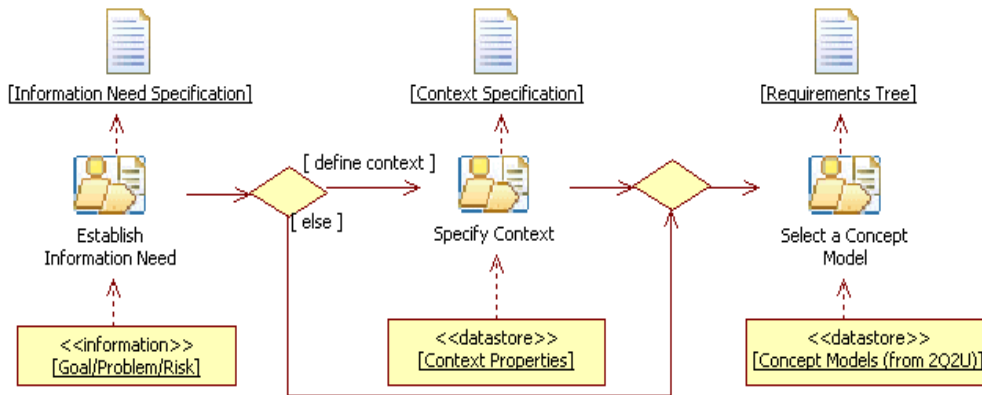 [Information Need Specification]
[Context Specification]
[Requirements Tree]
[ define context ]
[ else ]
Establish
Information Need
Specify Context
Select a Concept
Model
<<information>>
[Goal/Problem/Risk]
<<datastore>>
[Context Properties]
<<datastore>>
[Concept Models (from 2Q2U)]